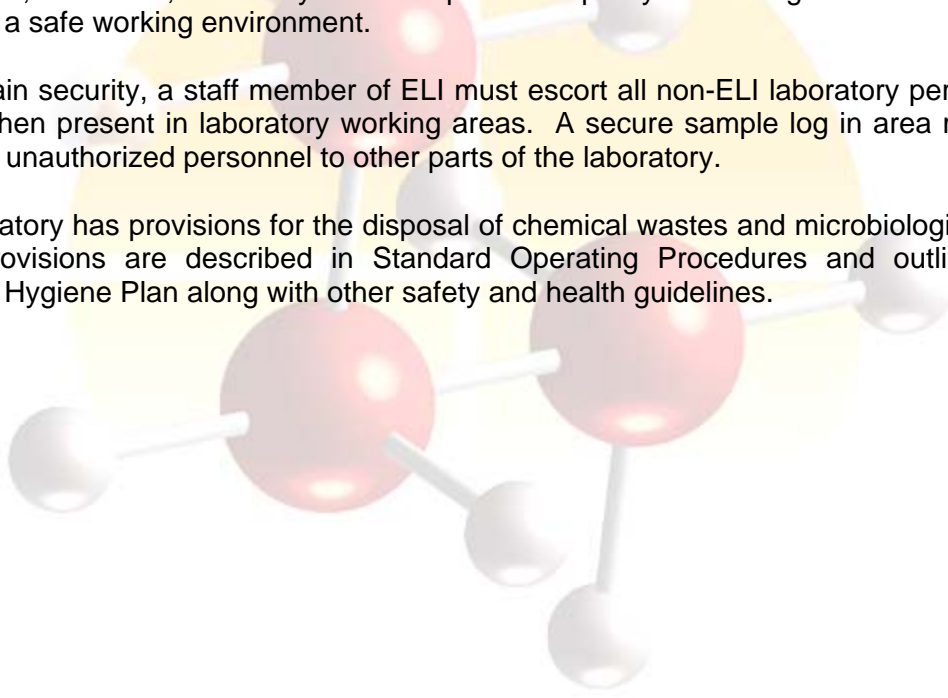 a safe working environment.
ain security, a staff member of ELI must escort all non-ELI laboratory per
hen present in laboratory working areas. A secure sample log in area
unauthorized personnel to other parts of the laboratory.
ratory has provisions for the disposal of chemical wastes and microbiologi
ovisions are described in Standard Operating Procedures and outli
Hygiene Plan along with other safety and health guidelines.